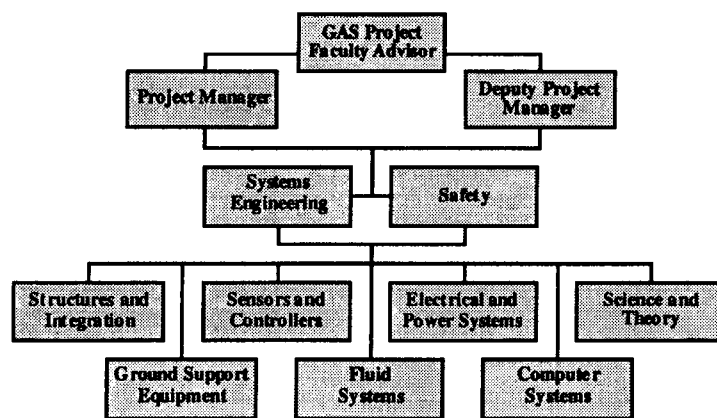 GAS Project
Faculty Advisor
Project Manager
Deputy Project
Manager
Systems
Engineering
Safety
Structures and
Integration
Sensors and
Controllers
Electrical and
Power Systems
Science and
Theory
Ground Support
Equipment
Fluid
Systems
Computer
Systems